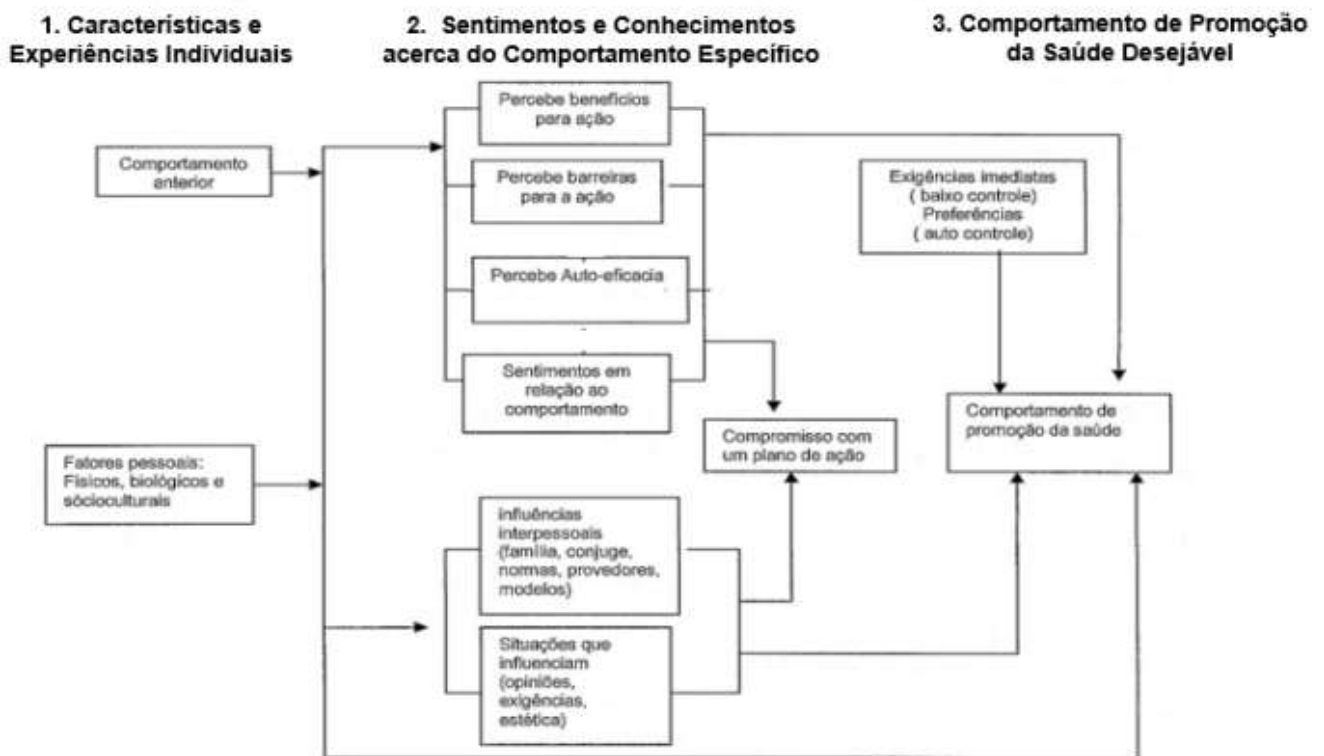 1. Características e
Experiências Individuais
2. Sentimentos e Conhecimentos
acerca do Comportamento Específico
3. Comportamento de Promoção
da Saúde Desejável
Comportamento
anterior
Fatores pessoais:
Físicos, biológicos e
sócioculturais
Percebe benefícios
para ação
Percebe barreiras
para a ação
Percebe Auto-eficacia
Sentimentos em
relação ao
comportamento
influências
interpessoais
(família, conjuge,
normas, provedores,
modelos)
Situações que
influenciam
(opiniões,
exigências,
estética)
Compromisso com
um plano de ação
Exigências imediatas
( baixo controle)
Preferências
( auto controle)
Comportamento de
promoção da saúde